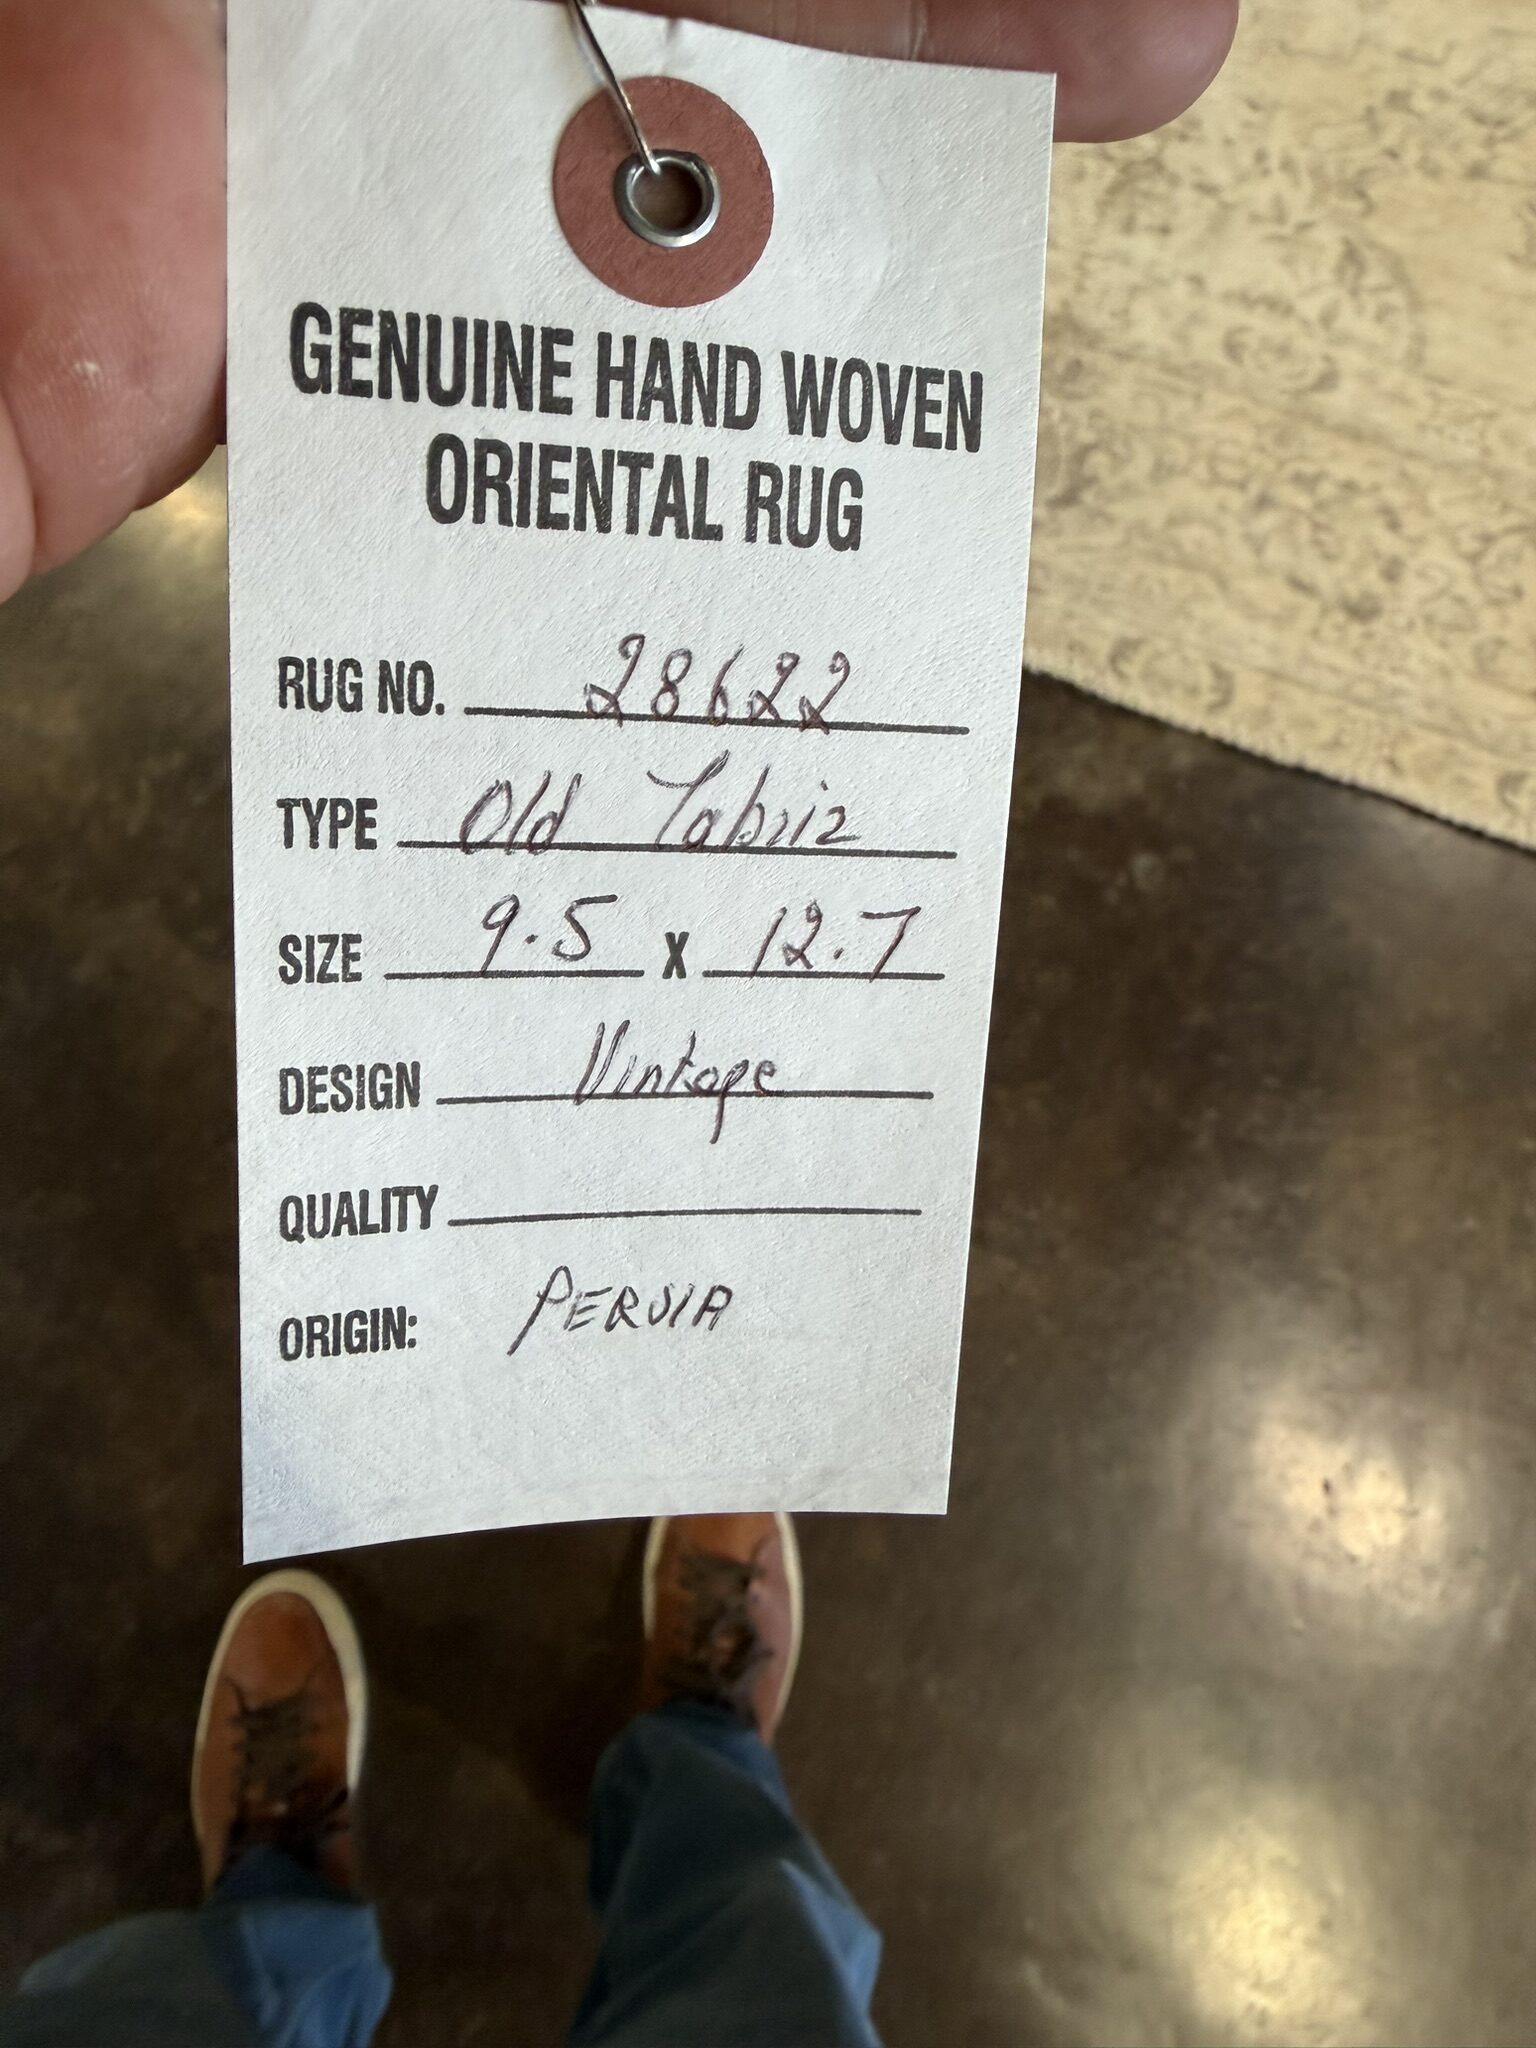 GENUINE HAND WOVEN
ORIENTAL RUG
RUG NO. 28622
TYPE Old Tabriz
SIZE 9.5 X 12.7
DESIGN Vintage
QUALITY
ORIGIN: PERSIA